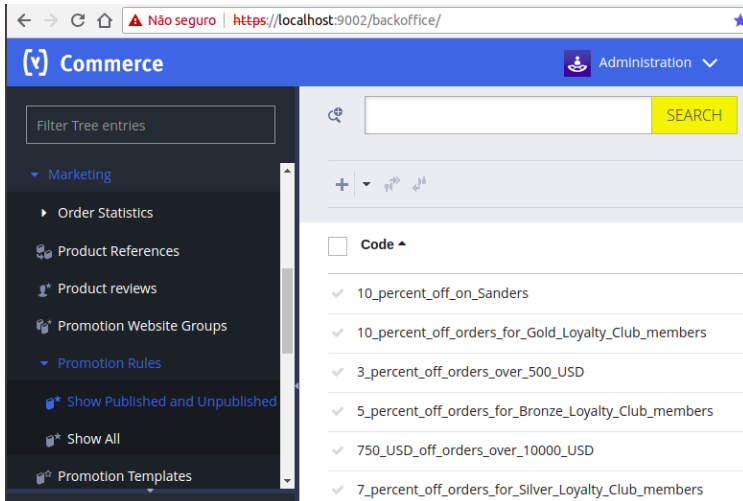 Não seguro | https://localhost:9002/backoffice/
(y) Commerce
Administration
Filter Tree entries
SEARCH
Marketing
Order Statistics
Product References
Product reviews
Promotion Website Groups
Promotion Rules
Show Published and Unpublished
Show All
Promotion Templates
Code
10_percent_off_on_Sanders
10_percent_off_orders_for_Gold_Loyalty_Club_members
3_percent_off_orders_over_500_USD
5_percent_off_orders_for_Bronze_Loyalty_Club_members
750_USD_off_orders_over_10000_USD
7_percent_off_orders_for_Silver_Loyalty_Club_members